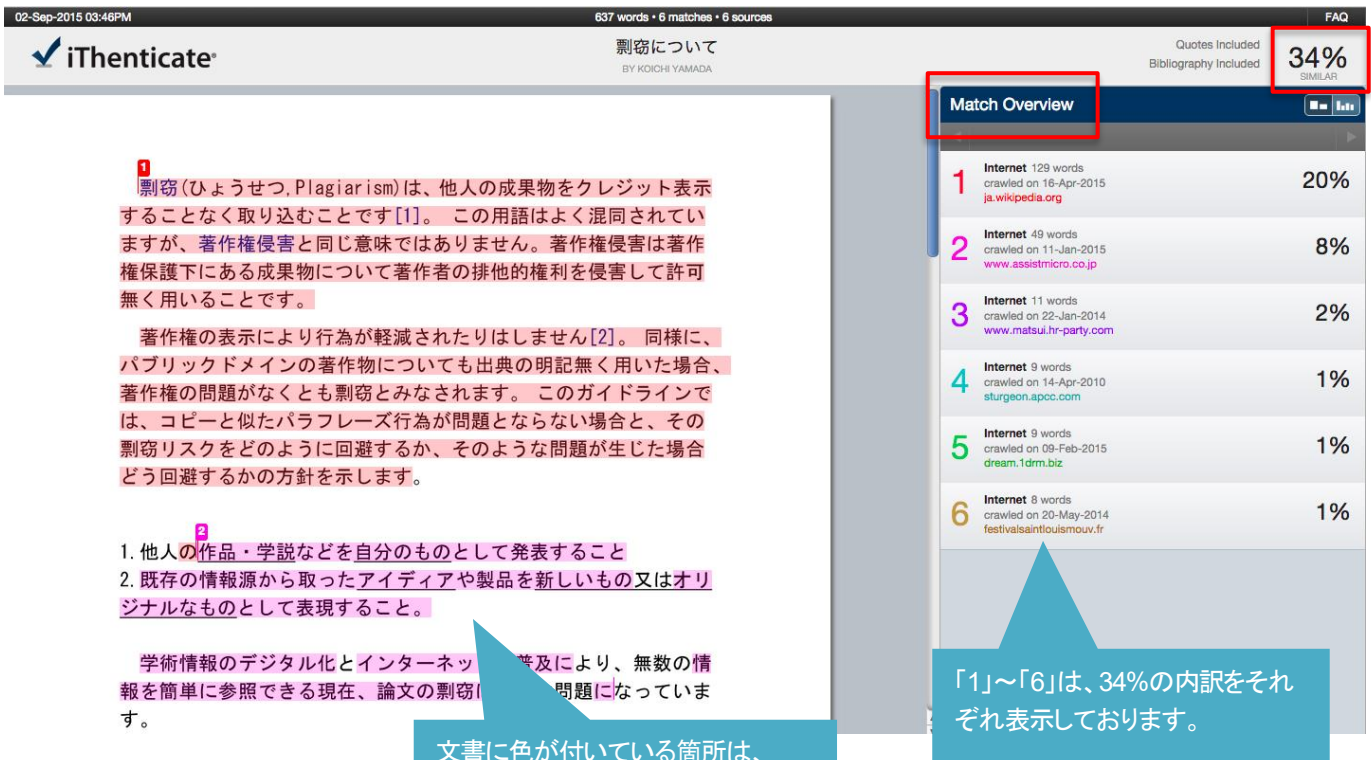 02-Sep-2015 03:46PM
637 words • 6 matches • 6 sources
FAQ
iThenticate®
剽窃について
BY KOICHI YAMADA
Quotes Included
Bibliography Included
34%
SIMILAR
1
剽窃(ひょうせつ,Plagiarism)は、他人の成果物をクレジット表示
することなく取り込むことです[1]。 この用語はよく混同されてい
ますが、著作権侵害と同じ意味ではありません。著作権侵害は著作
権保護下にある成果物について著作者の排他的権利を侵害して許可
無く用いることです。
著作権の表示により行為が軽減されたりはしません[2]。 同様に、
パブリックドメインの著作物についても出典の明記無く用いた場合、
著作権の問題がなくとも剽窃とみなされます。 このガイドラインで
は、コピーと似たパラフレーズ行為が問題とならない場合と、その
剽窃リスクをどのように回避するか、そのような問題が生じた場合
どう回避するかの方針を示します。
2
1. 他人の作品・学説などを自分のものとして発表すること
2. 既存の情報源から取ったアイディアや製品を新しいもの又はオリ
ジナルなものとして表現すること。
学術情報のデジタル化とインターネッ 普及により、無数の情
報を簡単に参照できる現在、論文の剽窃 問題になっていま
す。
文書に色が付いている箇所は、
Match Overview
1
Internet 129 words
crawled on 16-Apr-2015
ja.wikipedia.org
20%
2
Internet 49 words
crawled on 11-Jan-2015
www.assistmicro.co.jp
8%
3
Internet 11 words
crawled on 22-Jan-2014
www.matsui.hr-party.com
2%
4
Internet 9 words
crawled on 14-Apr-2010
sturgeon.apcc.com
1%
5
Internet 9 words
crawled on 09-Feb-2015
dream.1drm.biz
1%
6
Internet 8 words
crawled on 20-May-2014
festivalsaintlouismouv.fr
1%
「1」～「6」は、34%の内訳をそれ
ぞれ表示しております。